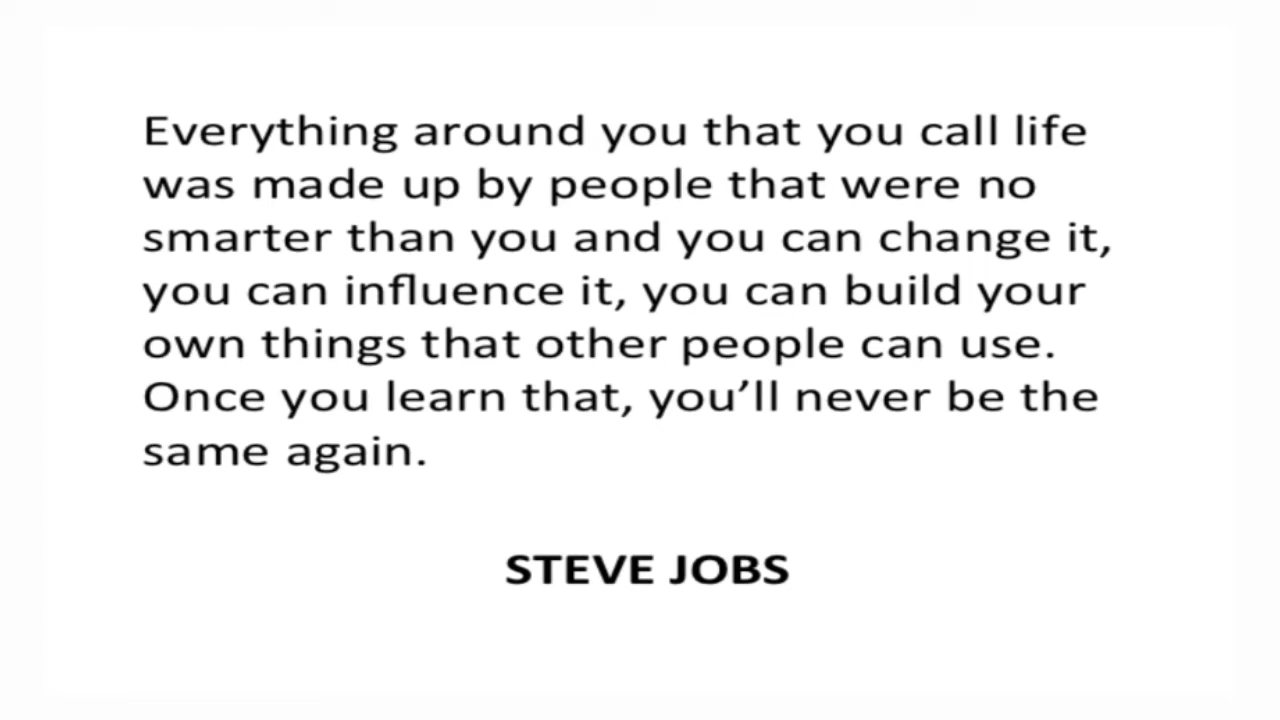 Everything around you that you call life
was made up by people that were no
smarter than you and you can change it,
you can influence it, you can build your
own things that other people can use.
Once you learn that, you’ll never be the
same again.
STEVE JOBS